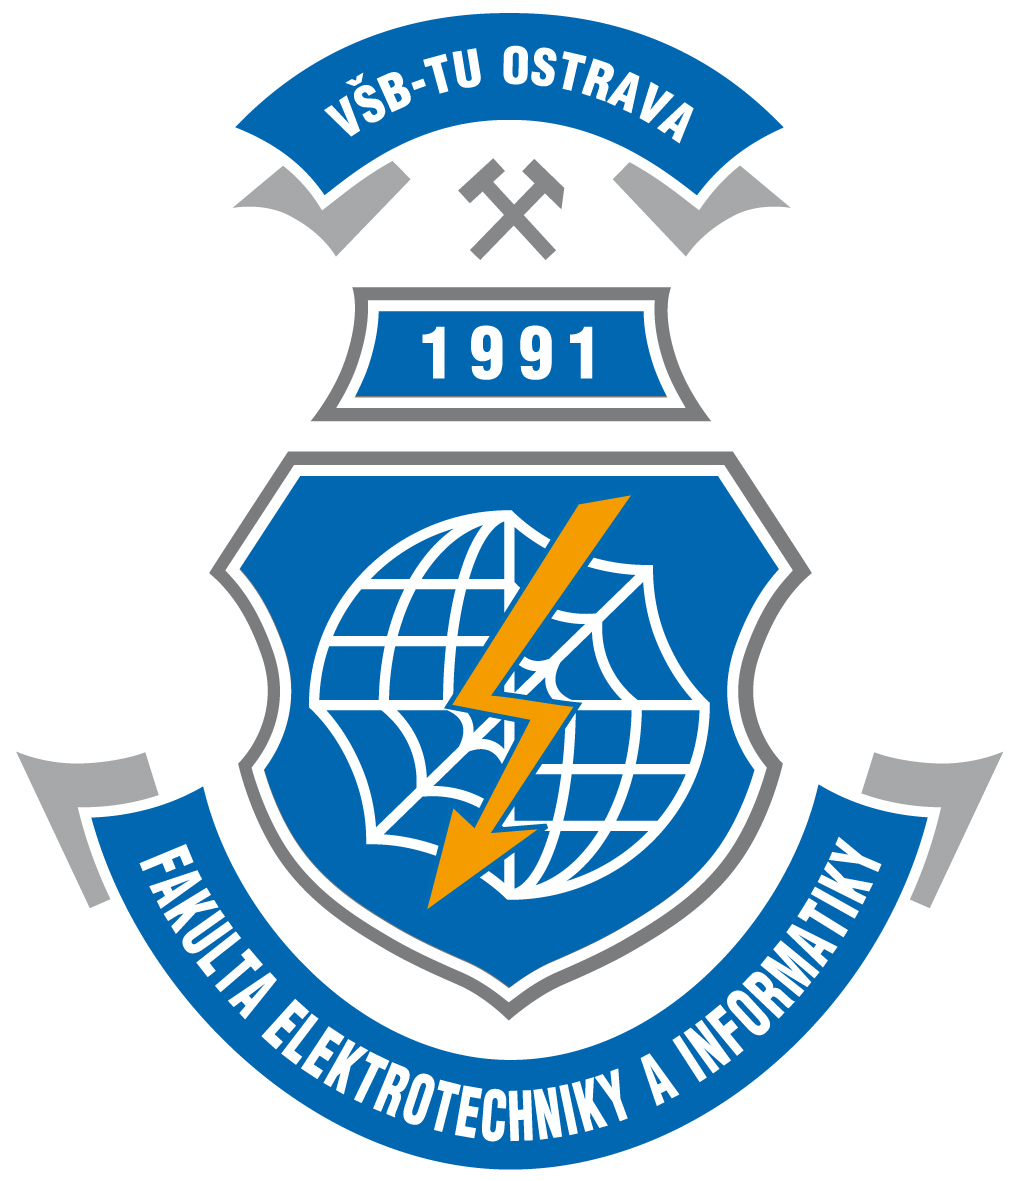 VŠB-TU OSTRAVA
1991
FAKULTA ELEKTROTECHNIKY A INFORMATIKY